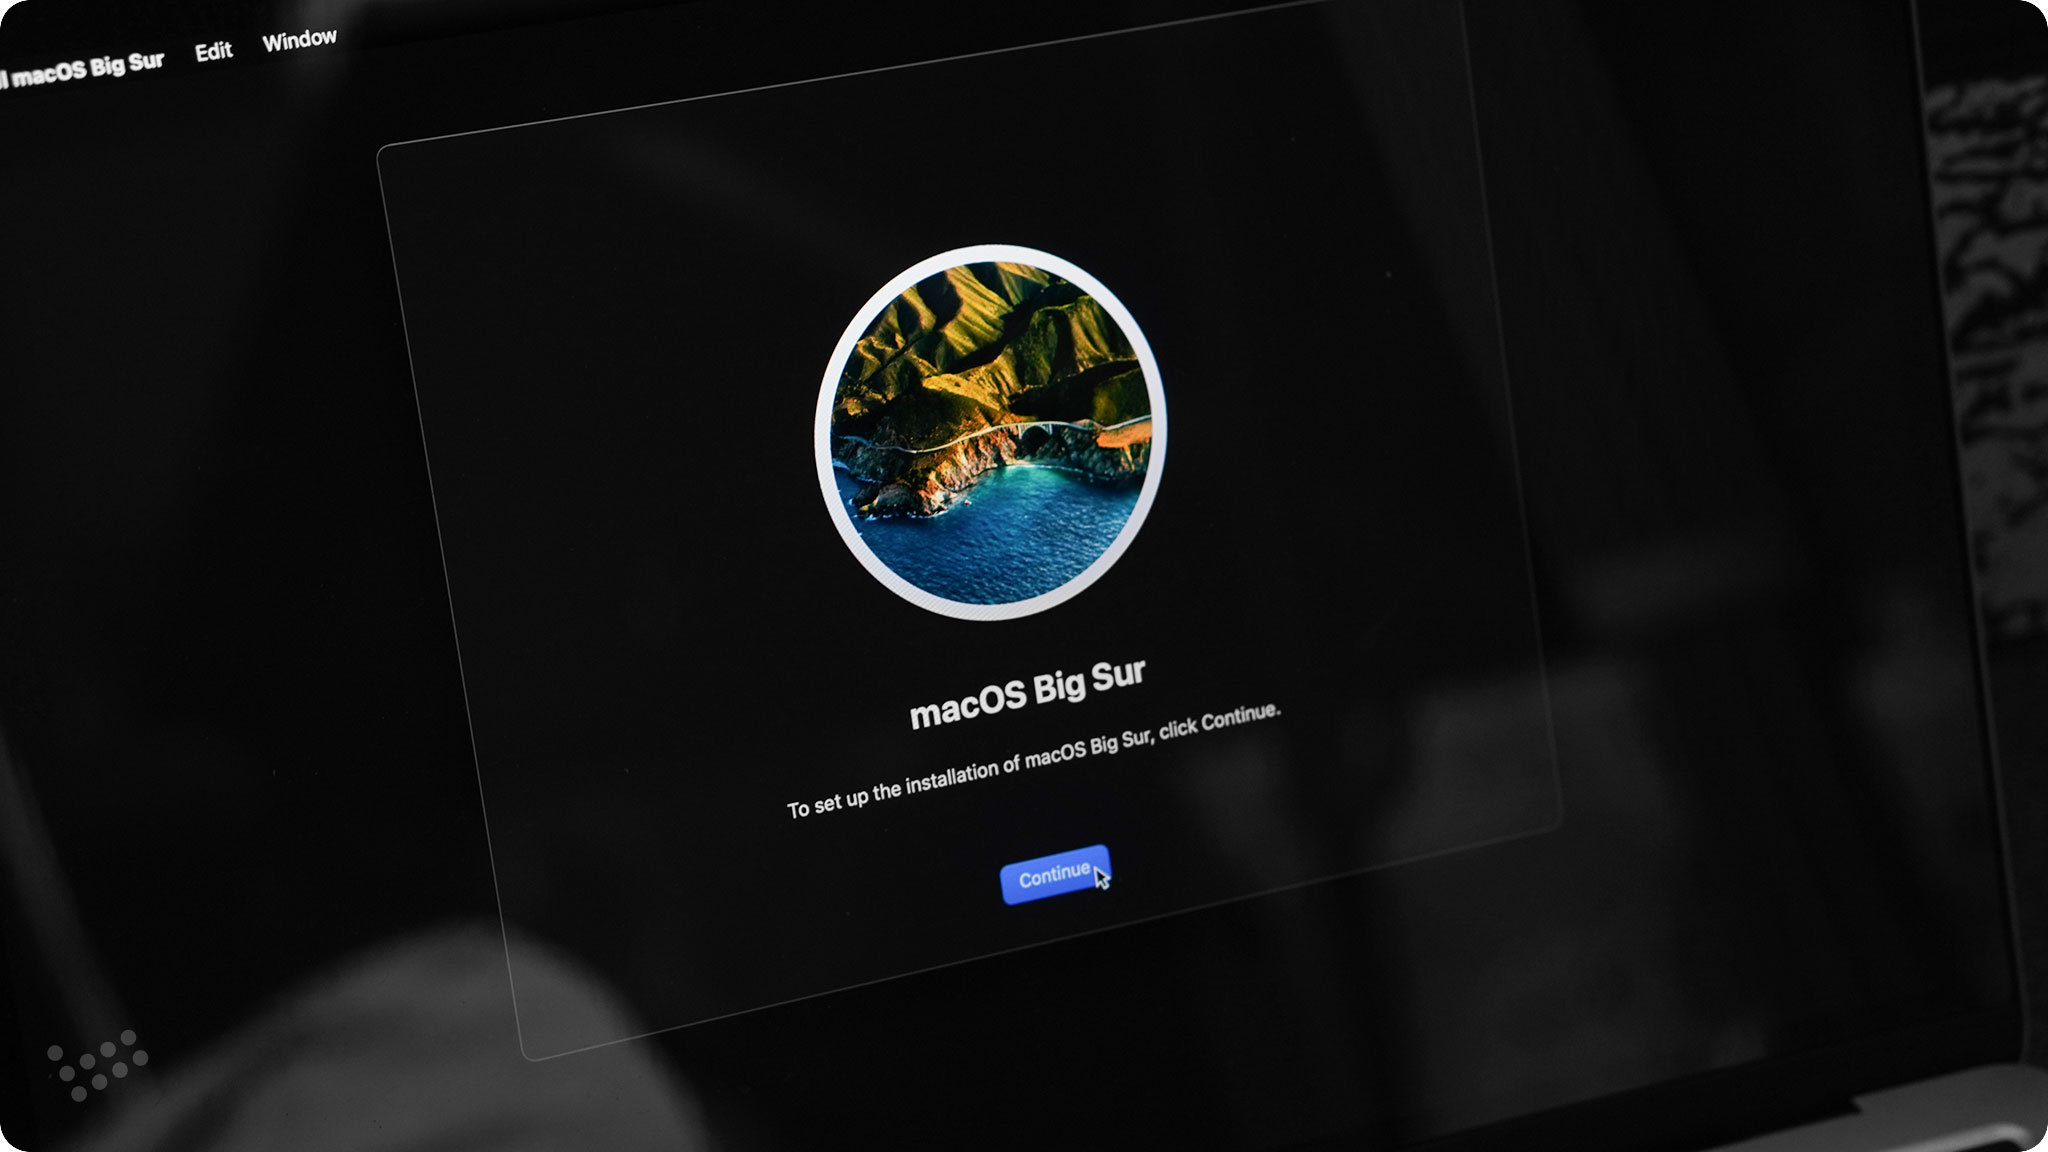 macOS Big Sur Edit Window
macOS Big Sur
To set up the installation of macOS Big Sur, click Continue.
Continue